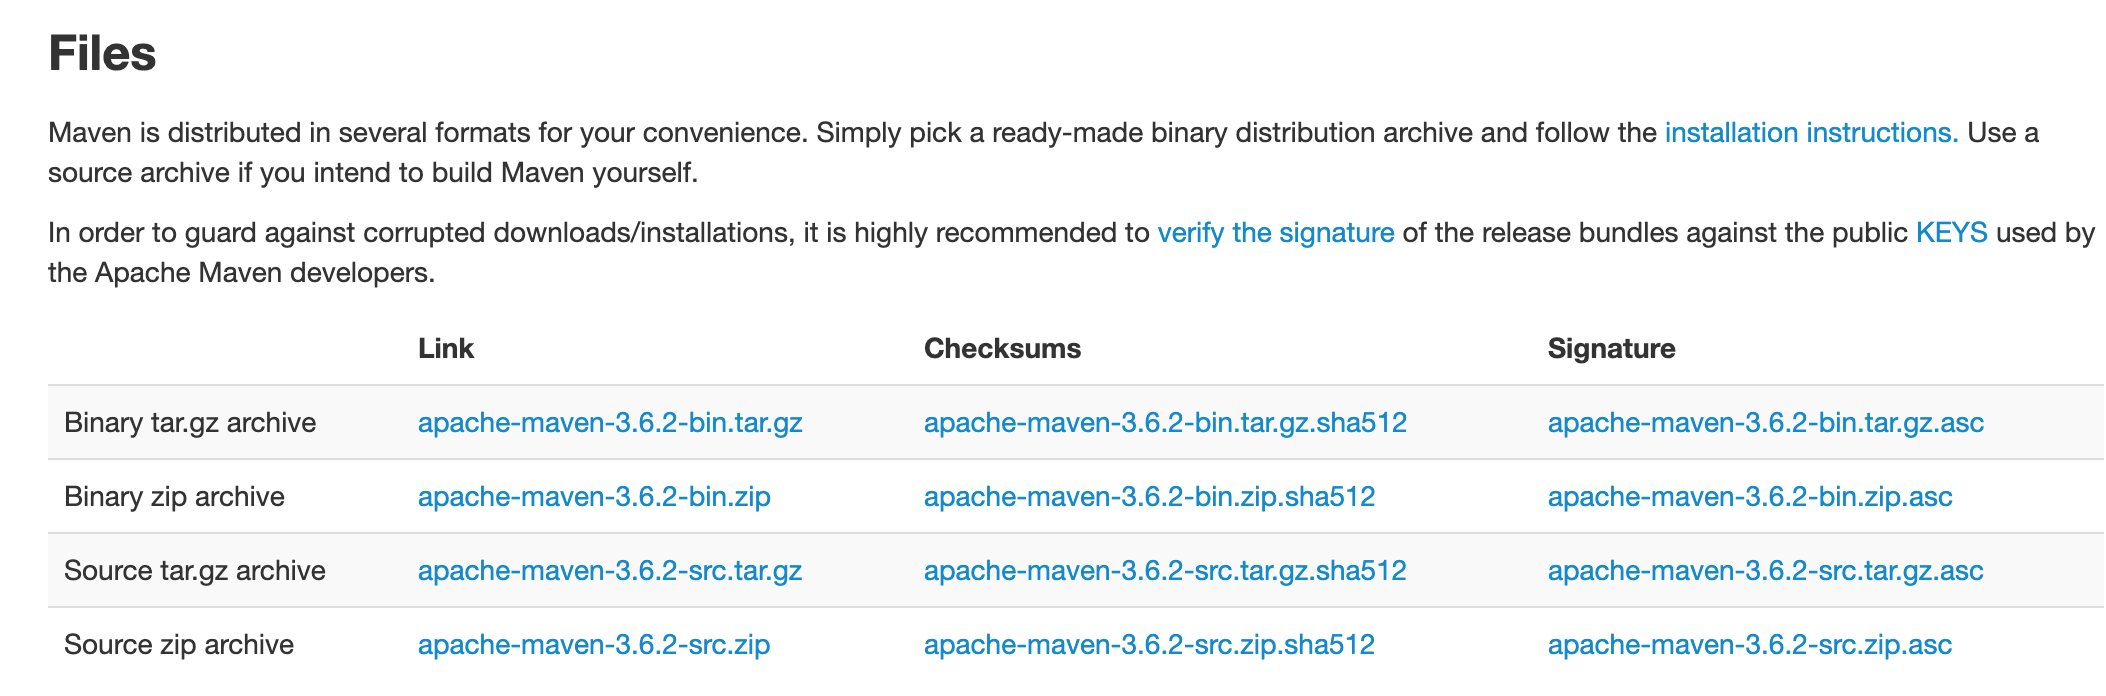 Files
Maven is distributed in several formats for your convenience. Simply pick a ready-made binary distribution archive and follow the installation instructions. Use a
source archive if you intend to build Maven yourself.
In order to guard against corrupted downloads/installations, it is highly recommended to verify the signature of the release bundles against the public KEYS used by
the Apache Maven developers.
Link Checksums Signature
Binary tar.gz archive apache-maven-3.6.2-bin.tar.gz apache-maven-3.6.2-bin.tar.gz.sha512 apache-maven-3.6.2-bin.tar.gz.asc
Binary zip archive apache-maven-3.6.2-bin.zip apache-maven-3.6.2-bin.zip.sha512 apache-maven-3.6.2-bin.zip.asc
Source tar.gz archive apache-maven-3.6.2-src.tar.gz apache-maven-3.6.2-src.tar.gz.sha512 apache-maven-3.6.2-src.tar.gz.asc
Source zip archive apache-maven-3.6.2-src.zip apache-maven-3.6.2-src.zip.sha512 apache-maven-3.6.2-src.zip.asc